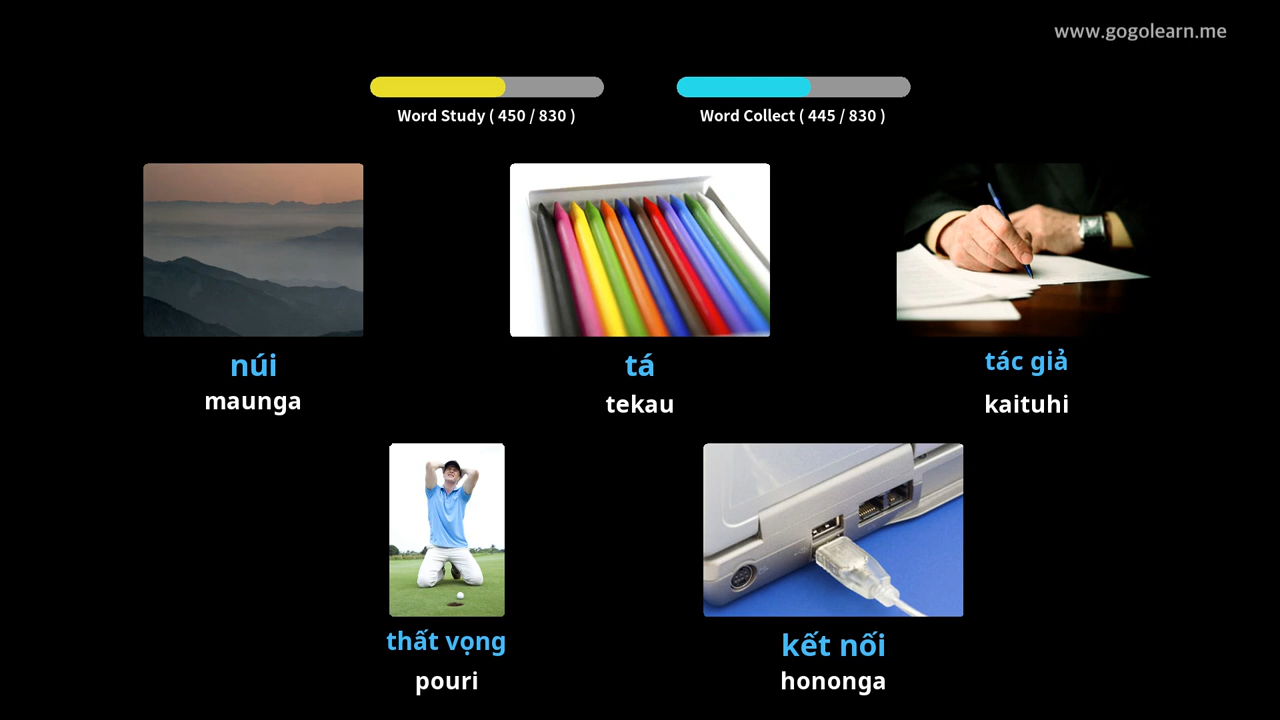 www.gogolearn.me
Word Study ( 450 / 830 )
Word Collect ( 445 / 830 )
núi
maunga
tá
tekau
tác giả
kaituhi
thất vọng
pouri
kết nối
hononga